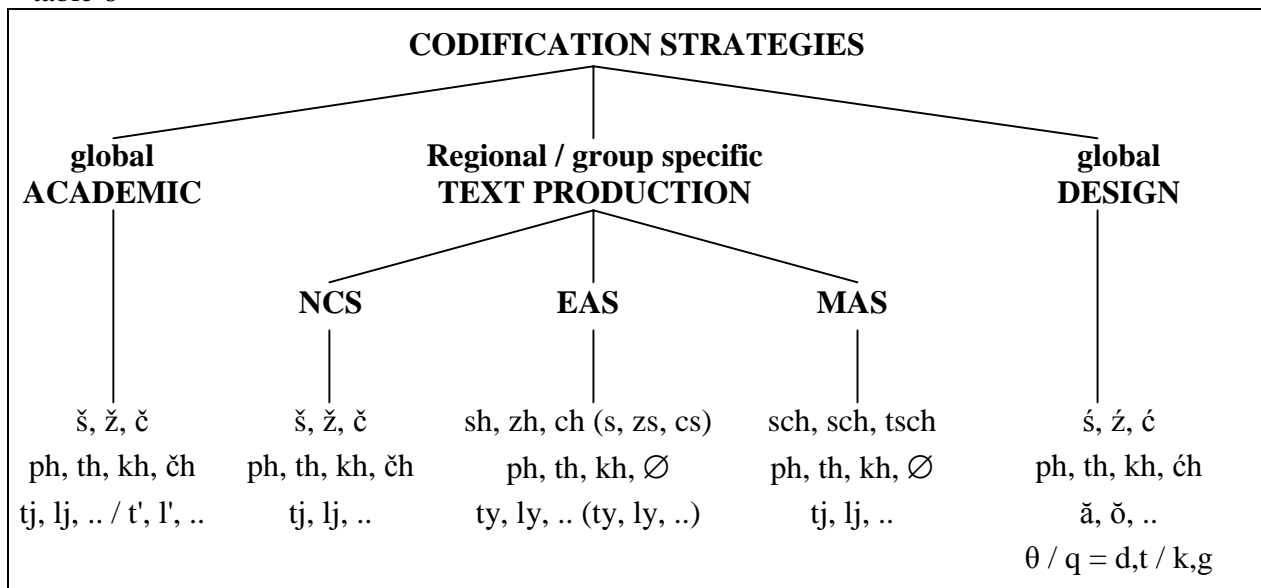 CODIFICATION STRATEGIES
global Regional / group specific global
ACADEMIC TEXT PRODUCTION DESIGN
NCS EAS MAS
š, ž, č š, ž, č sh, zh, ch (s, zs, cs) sch, sch, tsch ś, ź, ć
ph, th, kh, čh ph, th, kh, čh ph, th, kh, ∅ ph, th, kh, ∅ ph, th, kh, ćh
tj, lj, .. / t', l', .. tj, lj, .. ty, ly, .. (ty, ly, ..) tj, lj, .. ă, ŏ, ..
θ / q = d,t / k,g